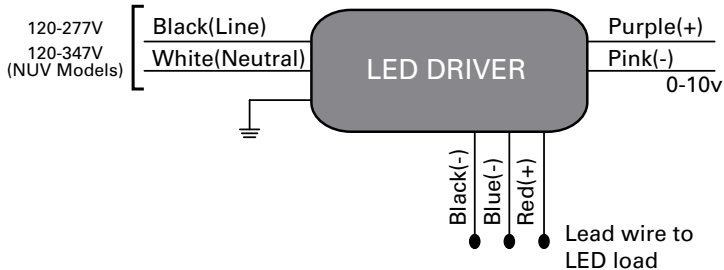 120-277V
120-347V
(NUV Models)
Black(Line)
White(Neutral)
LED DRIVER
Purple(+)
Pink(-)
0-10v
Black(-)
Blue(-)
Red(+)
Lead wire to
LED load